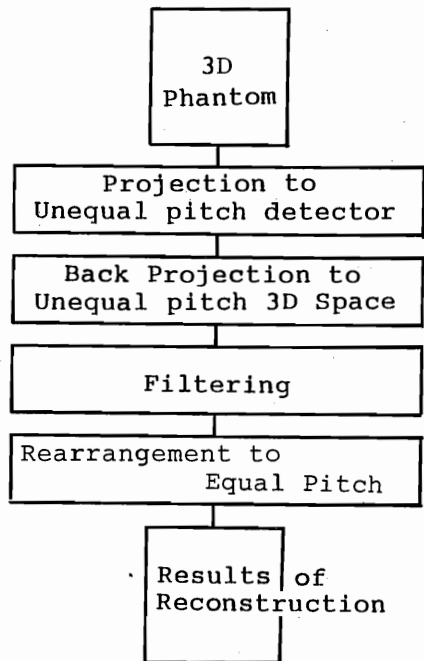 3D
Phantom
Projection to
Unequal pitch detector
Back Projection to
Unequal pitch 3D Space
Filtering
Rearrangement to
Equal Pitch
Results of
Reconstruction